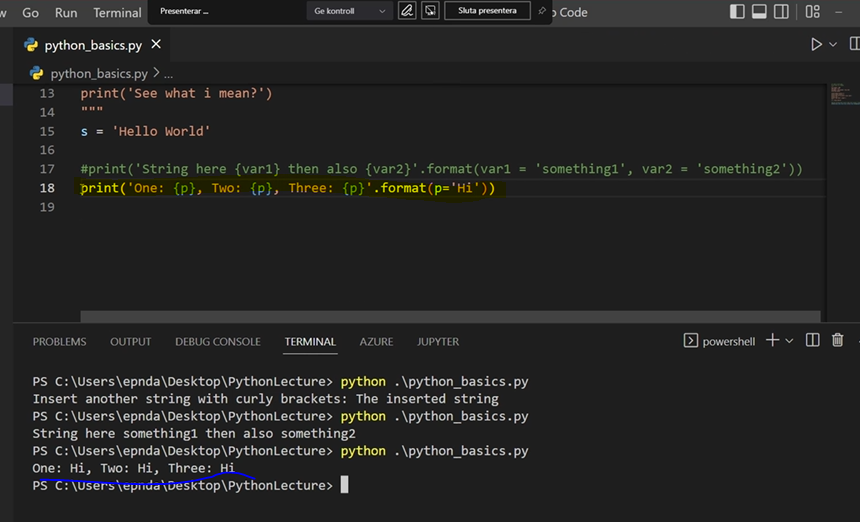 w Go Run Terminal Presenterar ... Ge kontroll Sluta presentera o Code
python_basics.py
python_basics.py > ...
13 print('See what i mean?')
14 """
15 s = 'Hello World'
16
17 #print('String here {var1} then also {var2}'.format(var1 = 'something1', var2 = 'something2'))
18 print('One: {p}, Two: {p}, Three: {p}'.format(p='Hi'))
19
PROBLEMS OUTPUT DEBUG CONSOLE TERMINAL AZURE JUPYTER powershell
PS C:\Users\epnda\Desktop\PythonLecture> python .\python_basics.py
Insert another string with curly brackets: The inserted string
PS C:\Users\epnda\Desktop\PythonLecture> python .\python_basics.py
String here something1 then also something2
PS C:\Users\epnda\Desktop\PythonLecture> python .\python_basics.py
One: Hi, Two: Hi, Three: Hi
PS C:\Users\epnda\Desktop\PythonLecture>